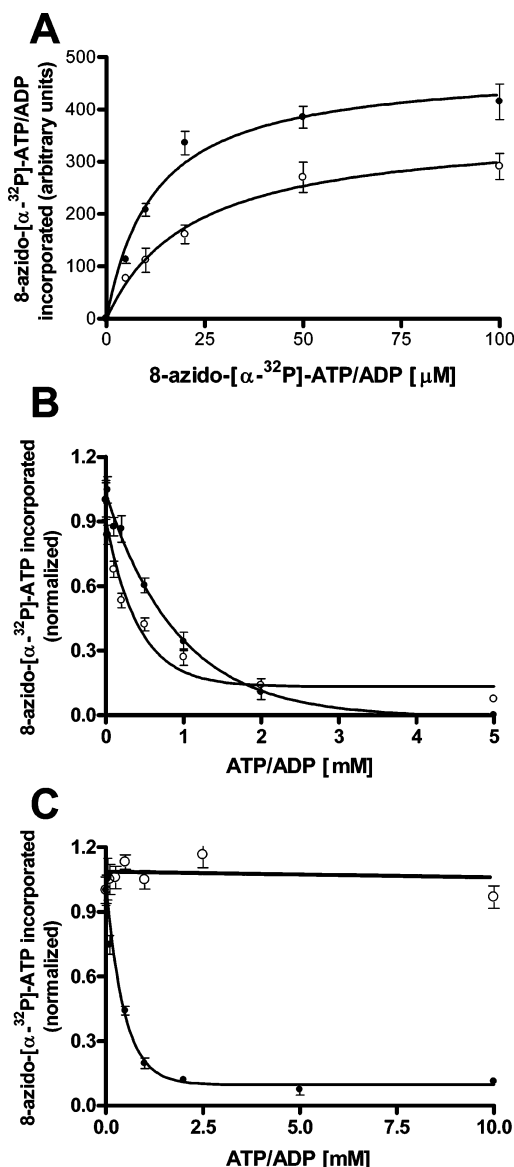 A
8-azido-[α-³²P]-ATP/ADP
incorporated (arbitrary units)
500
400
300
200
100
0
0 25 50 75 100
8-azido-[α-³²P]-ATP/ADP [μM]
B
8-azido-[α-³²P]-ATP incorporated
(normalized)
1.2
0.9
0.6
0.3
0.0
0 1 2 3 4 5
ATP/ADP [mM]
C
8-azido-[α-³²P]-ATP incorporated
(normalized)
1.2
0.9
0.6
0.3
0.0
0.0 2.5 5.0 7.5 10.0
ATP/ADP [mM]